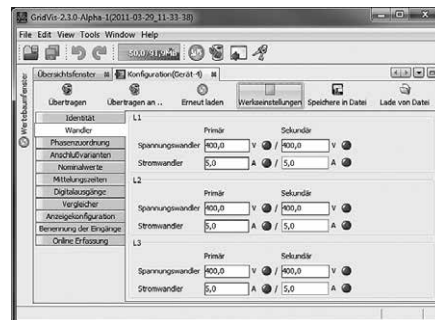 GridVis-2.3.0-Alpha-1(2011-03-29_11-33-38)
File Edit View Tools Window Help
Wertebaumfenster
Übersichtsfenster Konfiguration(Gerät-4)
Übertragen Übertragen an .. Erneut laden Werkseinstellungen Speichere in Datei Lade von Datei
Identität
Wandler
Phasenzuordnung
Anschlußvarianten
Nominalwerte
Mittelungszeiten
Digitalausgänge
Vergleicher
Anzeigekonfiguration
Benennung der Eingänge
Online Erfassung
L1
Primär Sekundär
Spannungswandler 400,0 V / 400,0 V
Stromwandler 5,0 A / 5,0 A
L2
Primär Sekundär
Spannungswandler 400,0 V / 400,0 V
Stromwandler 5,0 A / 5,0 A
L3
Primär Sekundär
Spannungswandler 400,0 V / 400,0 V
Stromwandler 5,0 A / 5,0 A